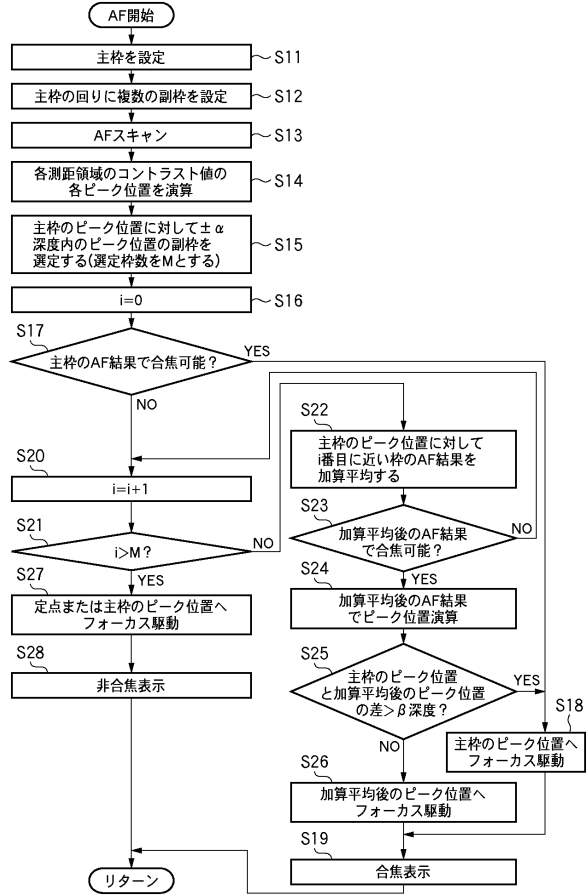 AF開始
主枠を設定
S11
主枠の回りに複数の副枠を設定
S12
AFスキャン
S13
各測距領域のコントラスト値の
各ピーク位置を演算
S14
主枠のピーク位置に対して±α
深度内のピーク位置の副枠を
選定する(選定枠数をMとする)
S15
i=0
S16
S17
主枠のAF結果で合焦可能？
YES
NO
S20
i=i+1
S21
i>M？
NO
YES
S22
主枠のピーク位置に対して
i番目に近い枠のAF結果を
加算平均する
S23
加算平均後のAF結果
で合焦可能？
NO
YES
S24
加算平均後のAF結果
でピーク位置演算
S25
主枠のピーク位置
と加算平均後のピーク位置
の差>β深度？
YES
NO
S18
主枠のピーク位置へ
フォーカス駆動
S26
加算平均後のピーク位置へ
フォーカス駆動
S27
定点または主枠のピーク位置へ
フォーカス駆動
S28
非合焦表示
S19
合焦表示
リターン